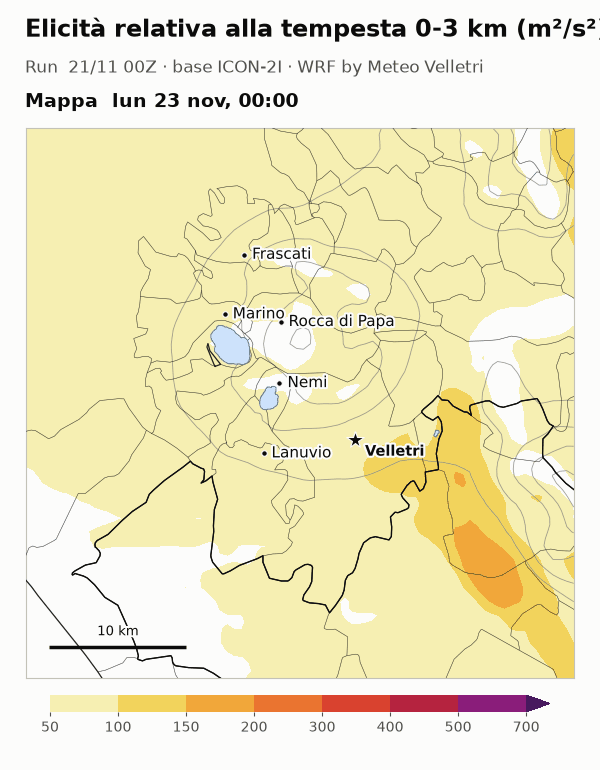 Elicità relativa alla tempesta 0-3 km (m²/s²)
Run  21/11 00Z · base ICON-2I · WRF by Meteo Velletri
Mappa  lun 23 nov, 00:00
Frascati
Marino
Rocca di Papa
Nemi
Velletri
Lanuvio
10 km
50 100 150 200 300 400 500 700